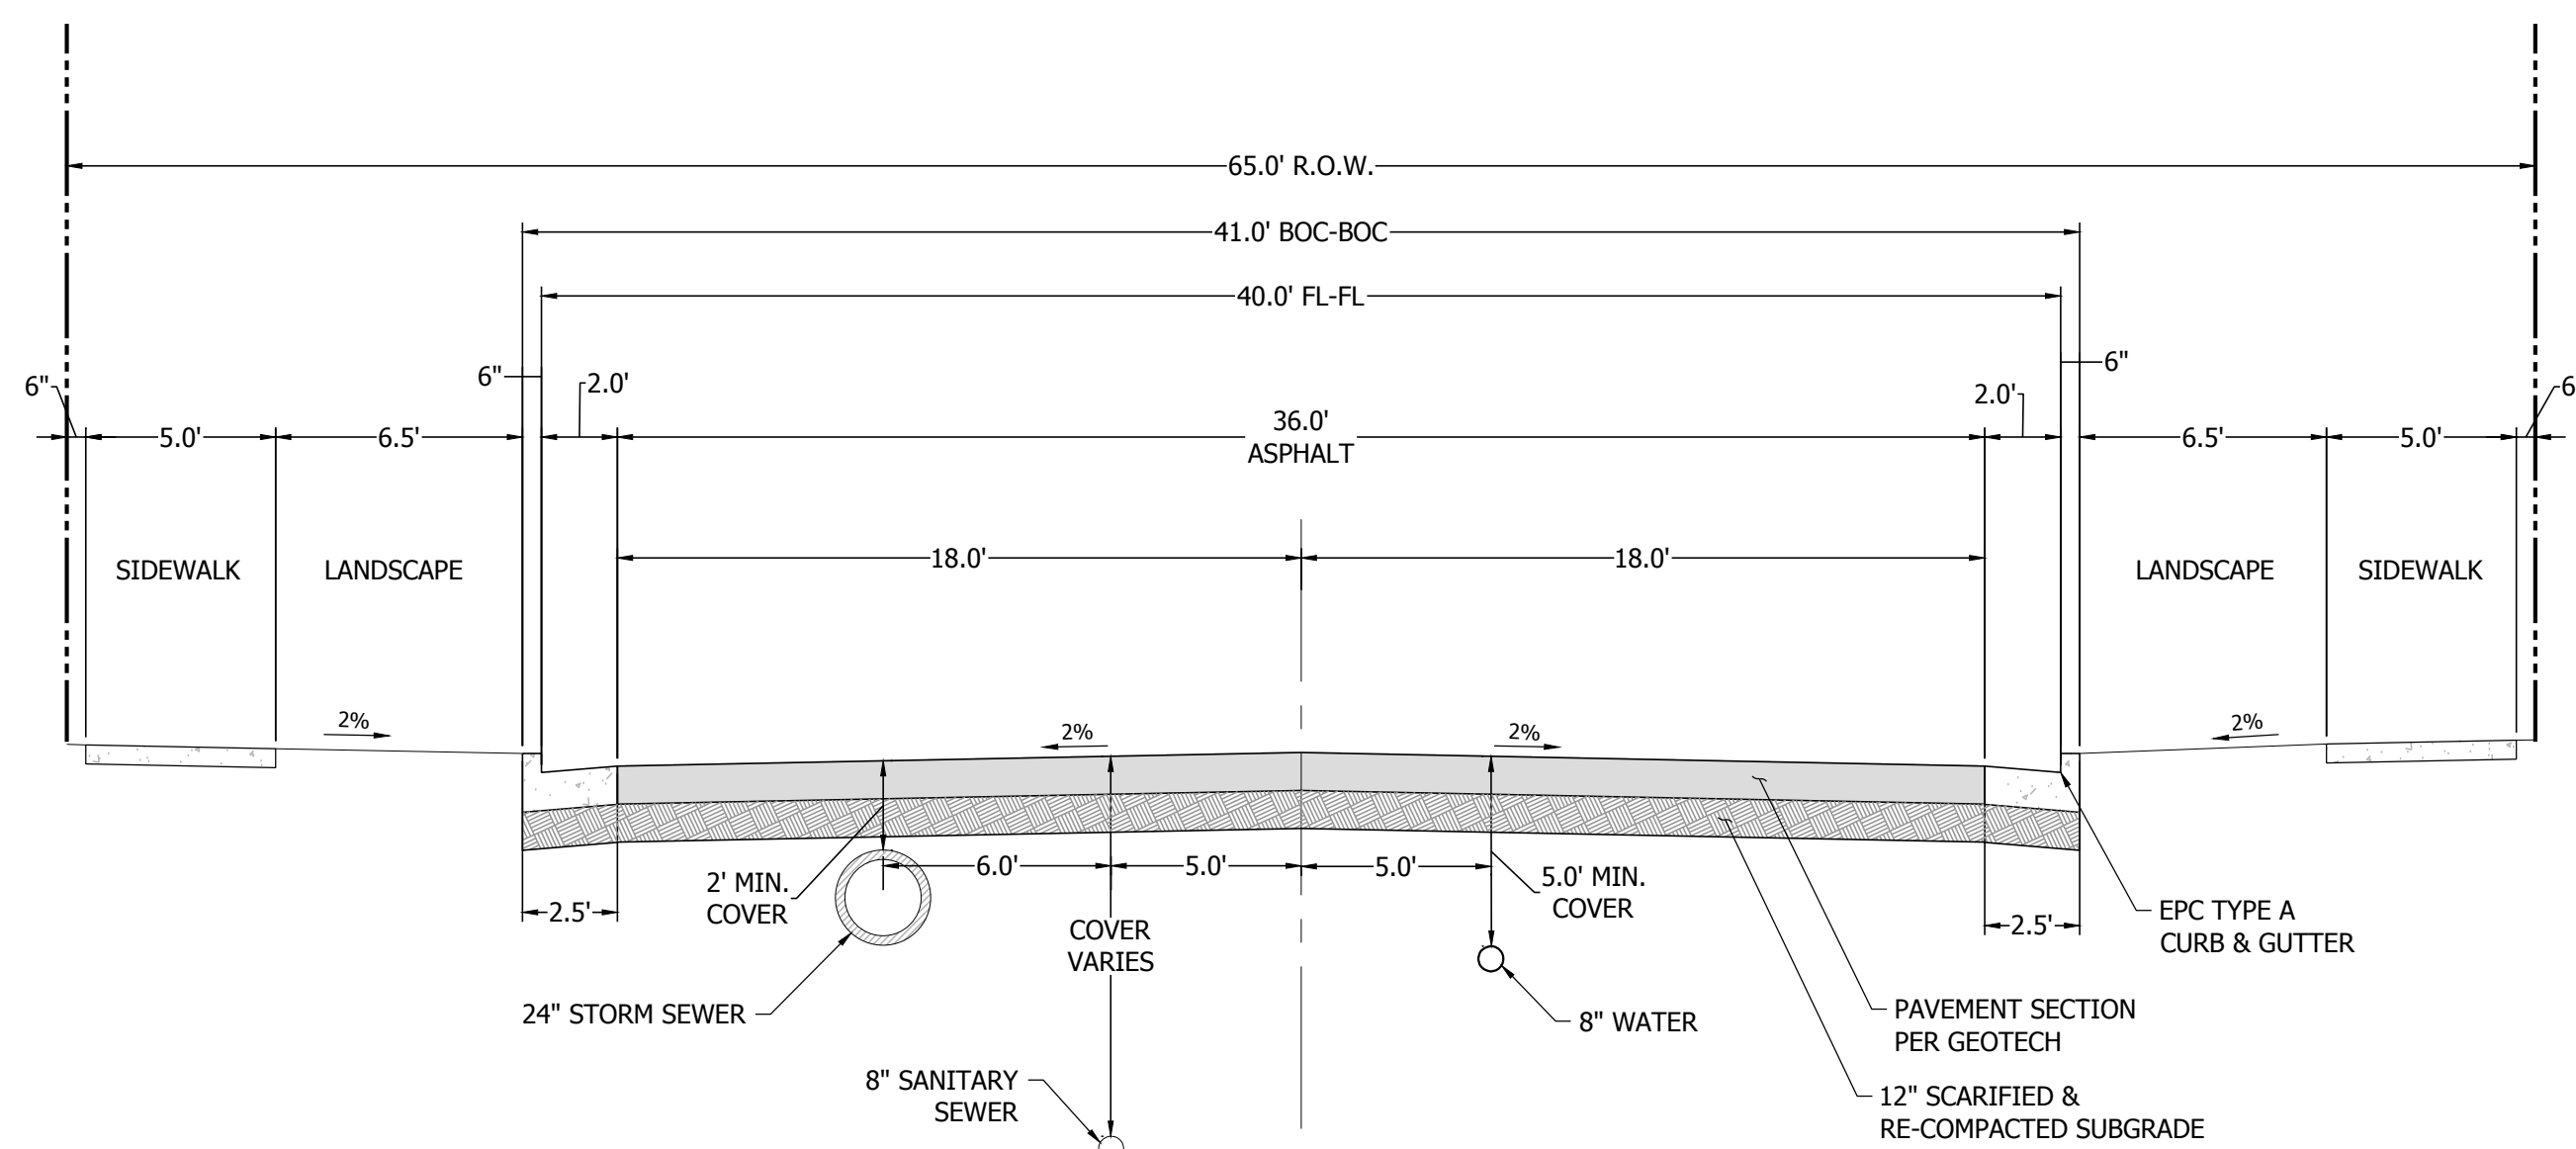 65.0' R.O.W.
41.0' BOC-BOC
40.0' FL-FL
6"
6"
2.0'
2.0'
6"
6
5.0'
6.5'
36.0'
ASPHALT
6.5'
5.0'
18.0'
18.0'
SIDEWALK
LANDSCAPE
LANDSCAPE
SIDEWALK
2%
2%
2%
2%
6.0'
5.0'
5.0'
2' MIN.
COVER
5.0' MIN.
COVER
2.5'
2.5'
COVER
VARIES
EPC TYPE A
CURB & GUTTER
24" STORM SEWER
8" WATER
PAVEMENT SECTION
PER GEOTECH
8" SANITARY
SEWER
12" SCARIFIED &
RE-COMPACTED SUBGRADE